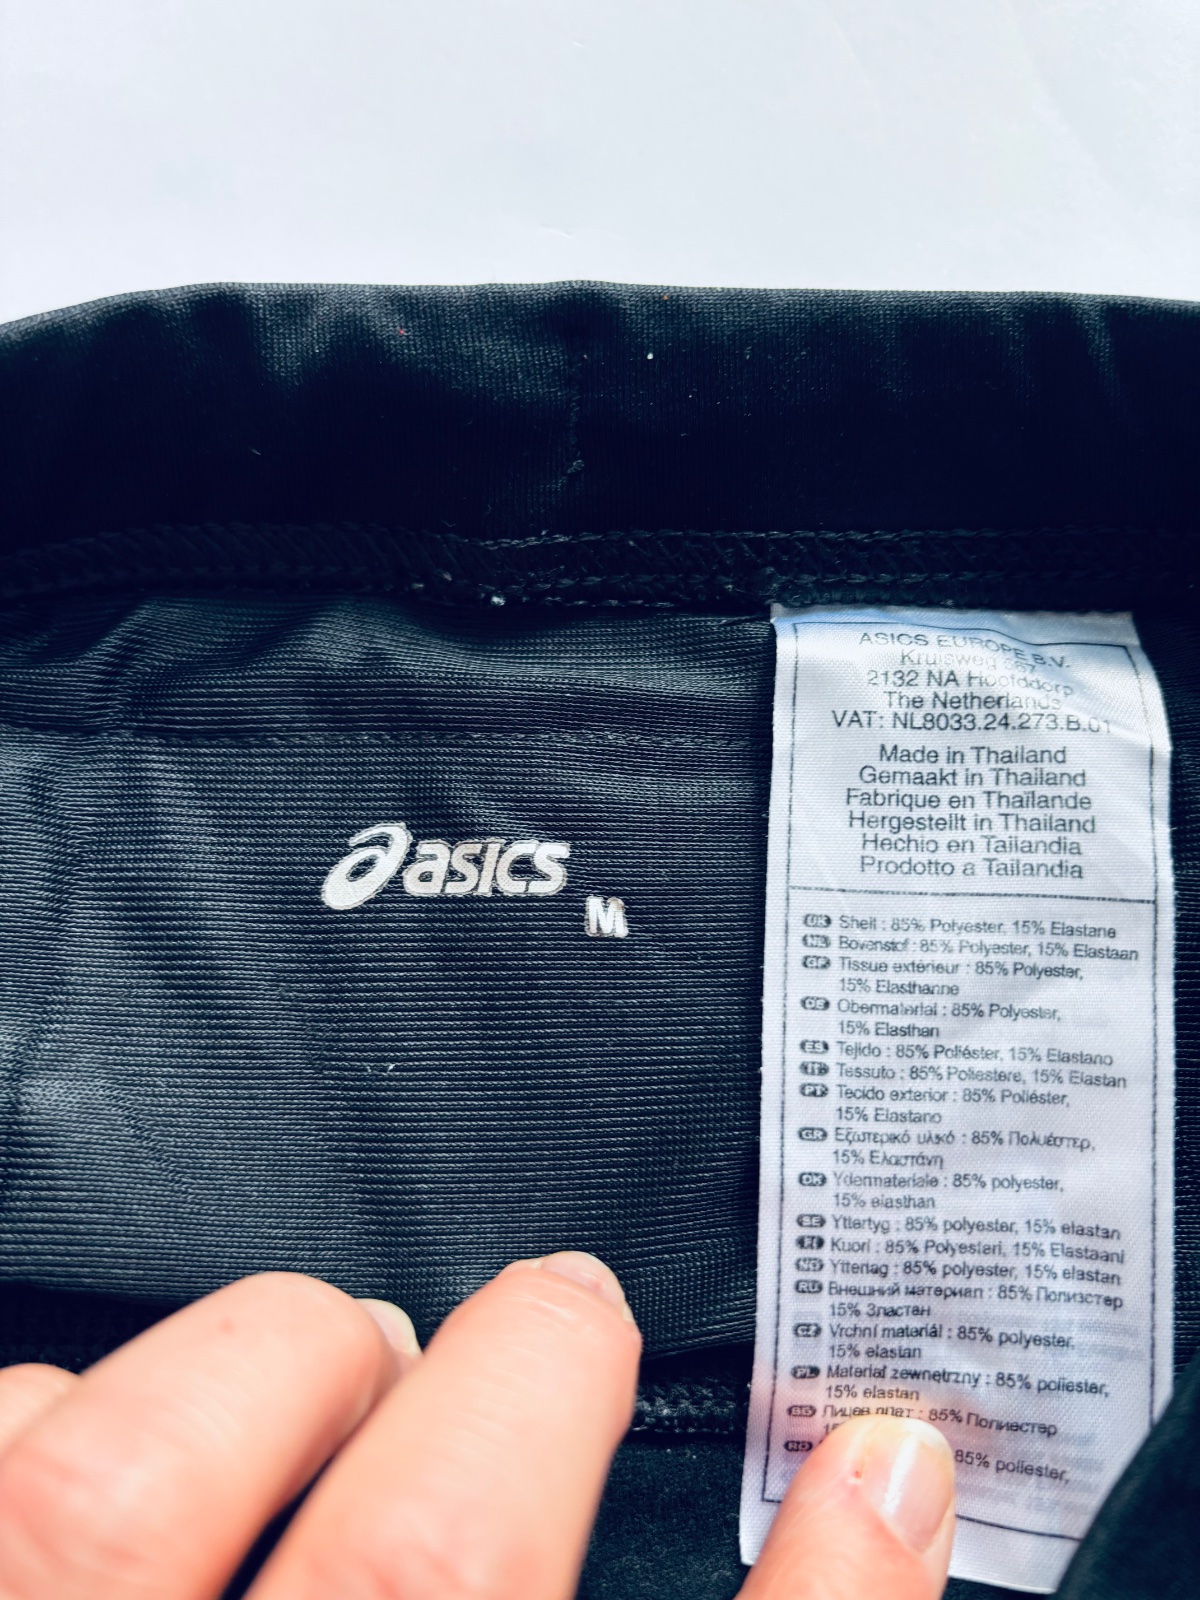 asics
M
ASICS EUROPE B.V.
Kruisweg 567
2132 NA Hoofddorp
The Netherlands
VAT: NL8033.24.273.B.01
Made in Thailand
Gemaakt in Thailand
Fabrique en Thaïlande
Hergestellt in Thailand
Hechio en Tailandia
Prodotto a Tailandia
UK Shell : 85% Polyester, 15% Elastane
NL Bovenstof : 85% Polyester, 15% Elastaan
Tissue extérieur : 85% Polyester,
15% Elasthanne
DE Obermaterial : 85% Polyester,
15% Elasthan
ES Tejido : 85% Poliéster, 15% Elastano
IT Tessuto : 85% Poliestere, 15% Elastan
PT Tecido exterior : 85% Poliéster,
15% Elastano
GR Εξωτερικό υλικό : 85% Πολυέστερ,
15% Ελαστάνη
DK Ydermateriale : 85% polyester,
15% elasthan
SE Yttertyg : 85% polyester, 15% elastan
FI Kuori : 85% Polyesteri, 15% Elastaani
NO Ytterlag : 85% polyester, 15% elastan
RU Внешний материал : 85% Полиэстер
15% Эластан
CZ Vrchní materiál : 85% polyester,
15% elastan
PL Materiał zewnętrzny : 85% poliester,
15% elastan
BG Лицев плат : 85% Полиестер
RO 85% poliester,